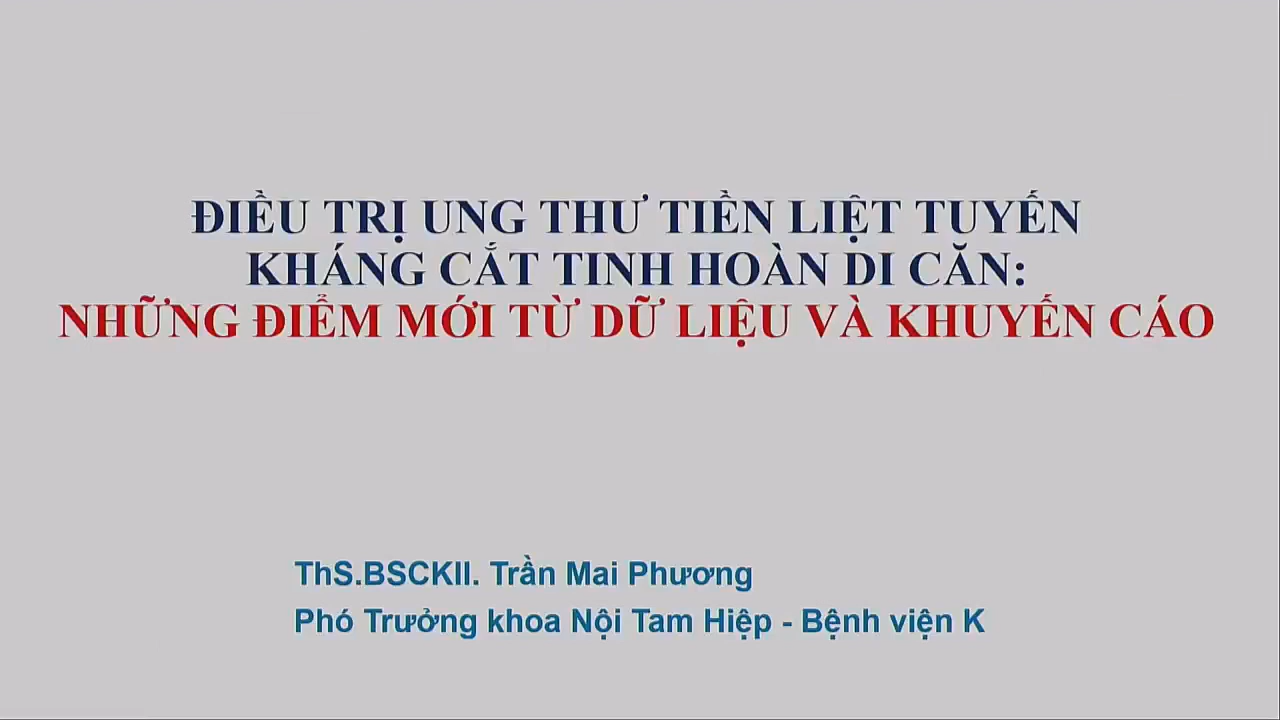 ĐIỀU TRỊ UNG THƯ TIỀN LIỆT TUYẾN
KHÁNG CẮT TINH HOÀN DI CĂN:
NHỮNG ĐIỂM MỚI TỪ DỮ LIỆU VÀ KHUYẾN CÁO
ThS.BSCKII. Trần Mai Phương
Phó Trưởng khoa Nội Tam Hiệp - Bệnh viện K